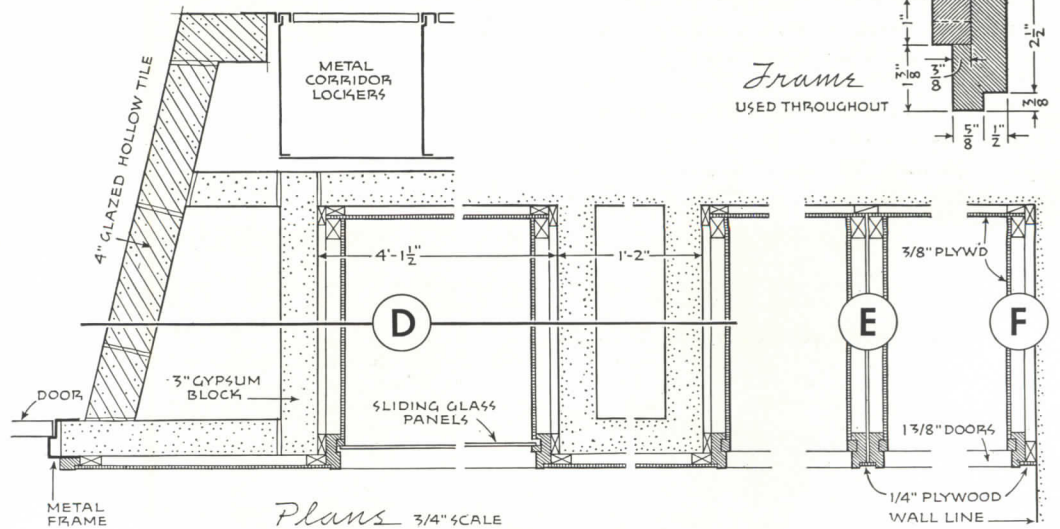 METAL
CORRIDOR
LOCKERS
4" GLAZED HOLLOW TILE
Frame
USED THROUGHOUT
1"
1 3/8"
3/8"
2 1/2"
3/8
5/8"
1/2"
4'-1 1/2"
1'-2"
3/8" PLYWD
D
E
F
DOOR
3" GYPSUM
BLOCK
SLIDING GLASS
PANELS
1 3/8" DOORS
METAL
FRAME
Plans 3/4" SCALE
1/4" PLYWOOD
WALL LINE